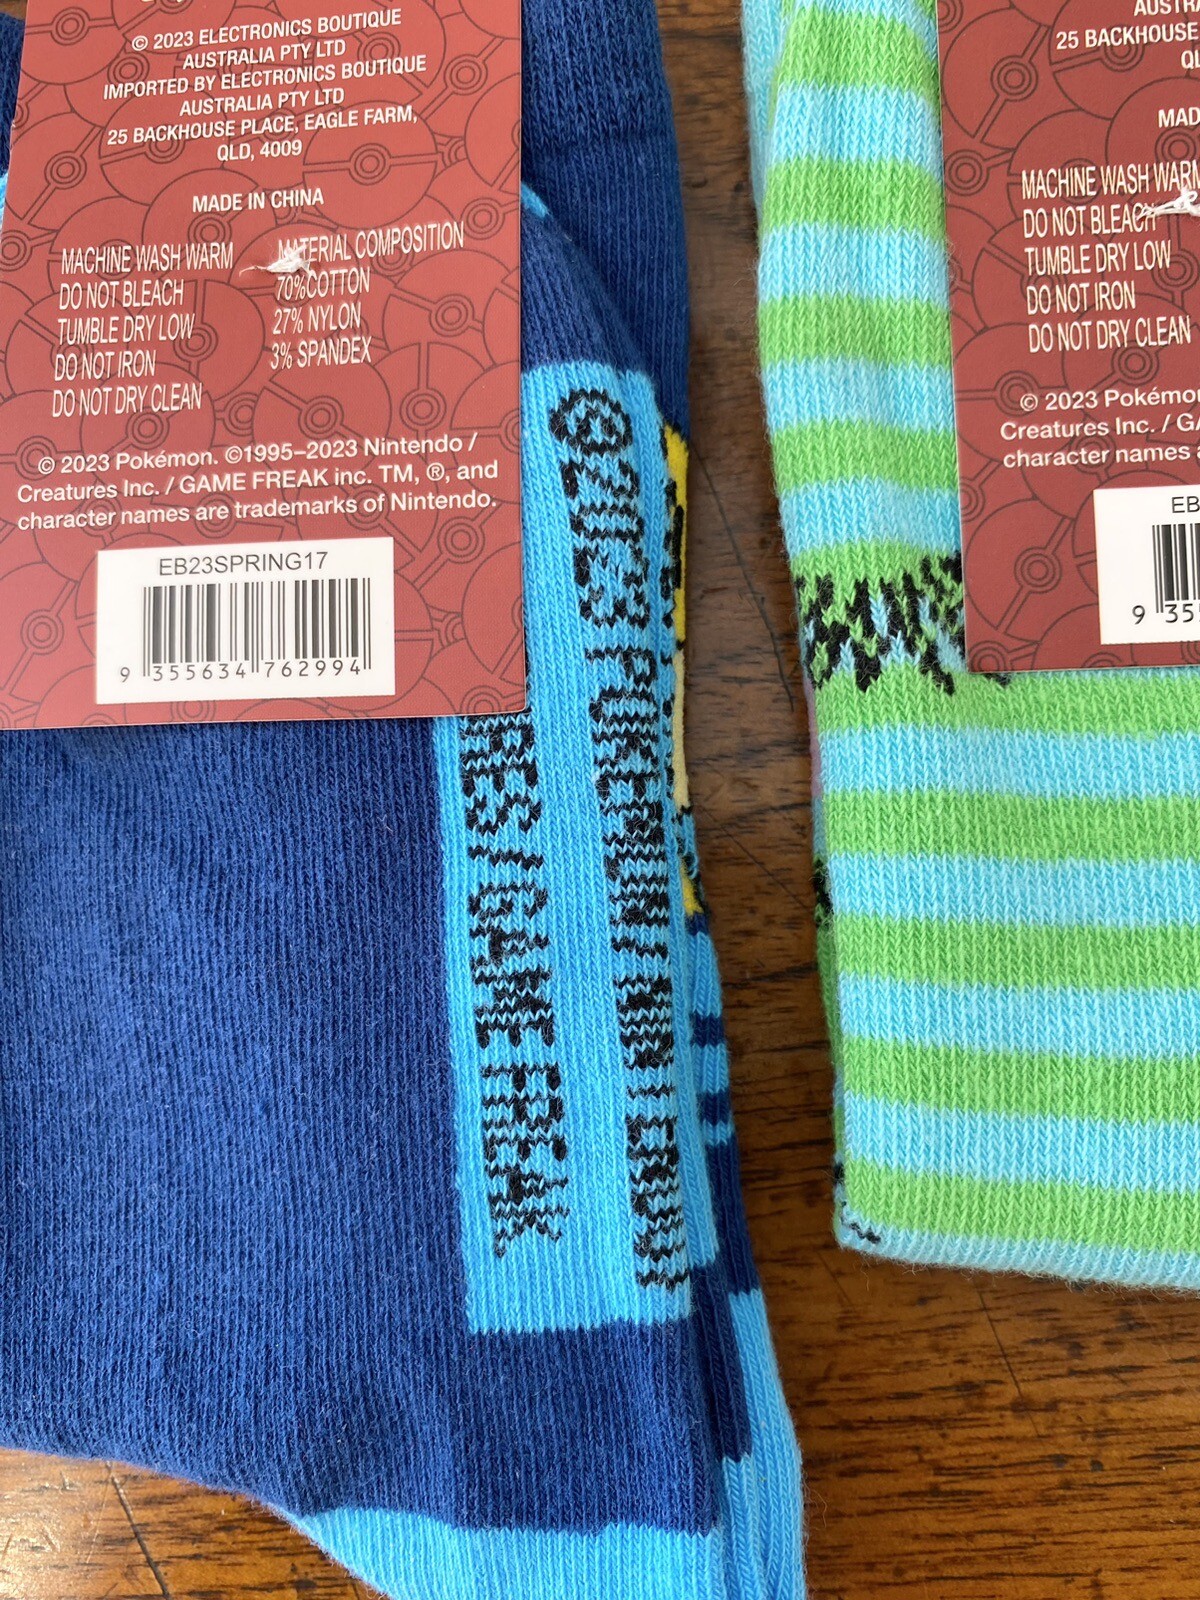 © 2023 ELECTRONICS BOUTIQUE
AUSTRALIA PTY LTD
IMPORTED BY ELECTRONICS BOUTIQUE
AUSTRALIA PTY LTD
25 BACKHOUSE PLACE, EAGLE FARM,
QLD, 4009
MADE IN CHINA
MACHINE WASH WARM
DO NOT BLEACH
TUMBLE DRY LOW
DO NOT IRON
DO NOT DRY CLEAN
MATERIAL COMPOSITION
70%COTTON
27% NYLON
3% SPANDEX
© 2023 Pokémon. ©1995–2023 Nintendo /
Creatures Inc. / GAME FREAK inc. TM, ®, and
character names are trademarks of Nintendo.
EB23SPRING17
9 355634 762994
©2023 POKEMON /
RES / GAME FREAK
25 BACKHOUSE
MACHINE WASH WARM
DO NOT BLEACH
TUMBLE DRY LOW
DO NOT IRON
DO NOT DRY CLEAN
© 2023
Creatures Inc. /
character names
EB
9 35